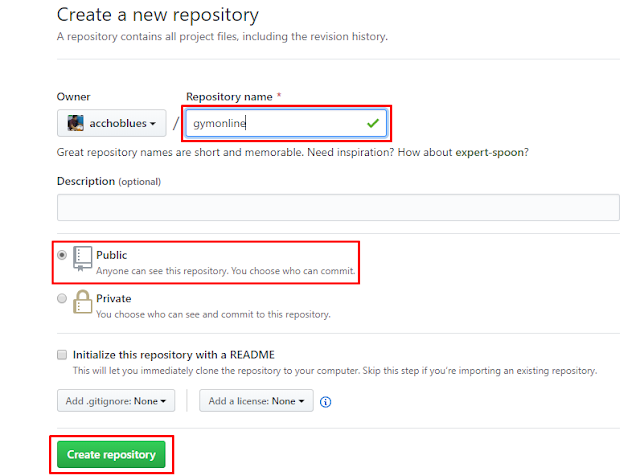 Create a new repository
A repository contains all project files, including the revision history.
Owner
Repository name *
acchoblues
/
gymonline
Great repository names are short and memorable. Need inspiration? How about expert-spoon?
Description (optional)
Public
Anyone can see this repository. You choose who can commit.
Private
You choose who can see and commit to this repository.
Initialize this repository with a README
This will let you immediately clone the repository to your computer. Skip this step if you're importing an existing repository.
Add .gitignore: None
Add a license: None
Create repository